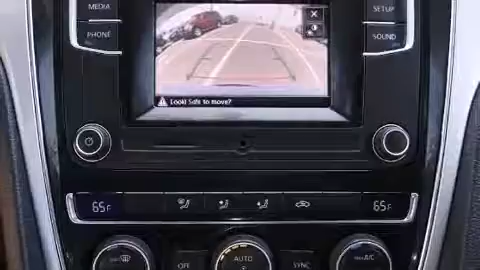 MEDIA
SETUP
PHONE
SOUND
Look! Safe to move?
65F
65F
OFF
AUTO
SYNC
A/C